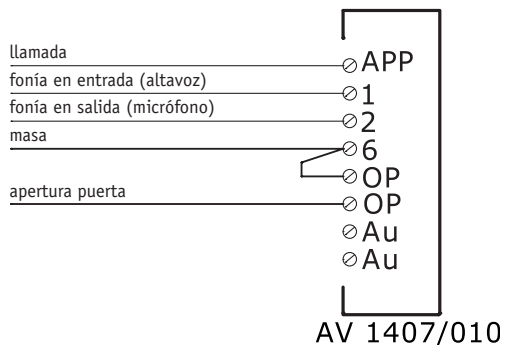 llamada
APP
fonía en entrada (altavoz)
1
fonía en salida (micrófono)
2
masa
6
OP
apertura puerta
OP
Au
Au
AV 1407/010